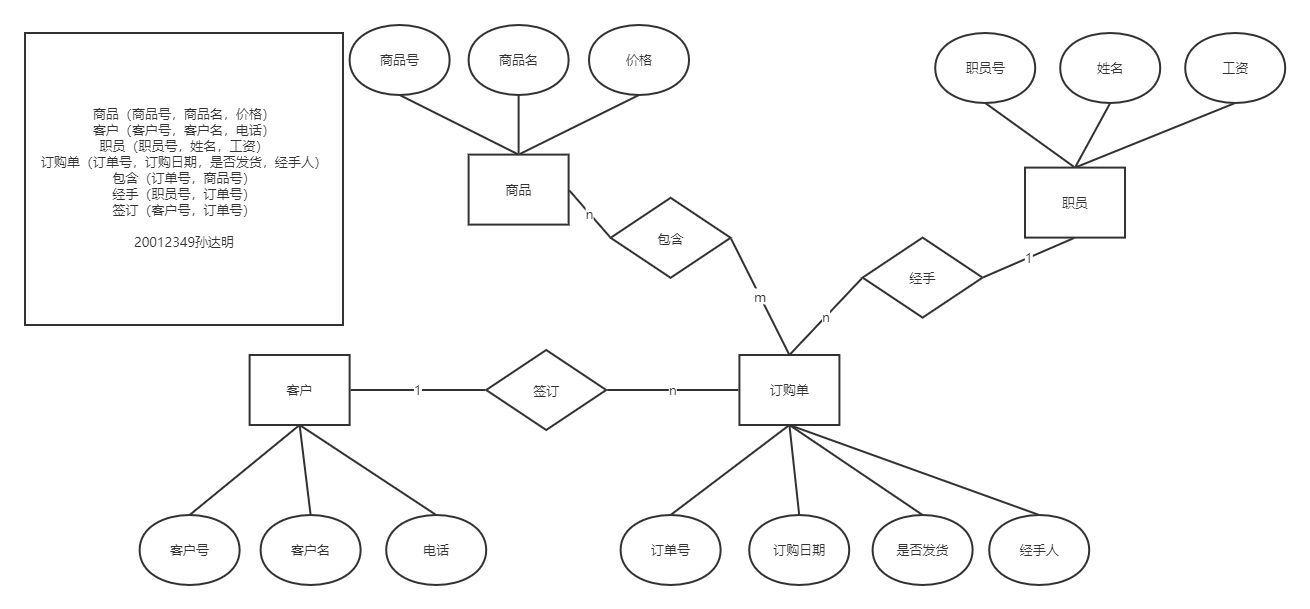 商品（商品号，商品名，价格）
客户（客户号，客户名，电话）
职员（职员号，姓名，工资）
订购单（订单号，订购日期，是否发货，经手人）
包含（订单号，商品号）
经手（职员号，订单号）
签订（客户号，订单号）
20012349孙达明
商品号
商品名
价格
职员号
姓名
工资
商品
职员
n
包含
1
经手
m
n
客户
1
签订
n
订购单
客户号
客户名
电话
订单号
订购日期
是否发货
经手人